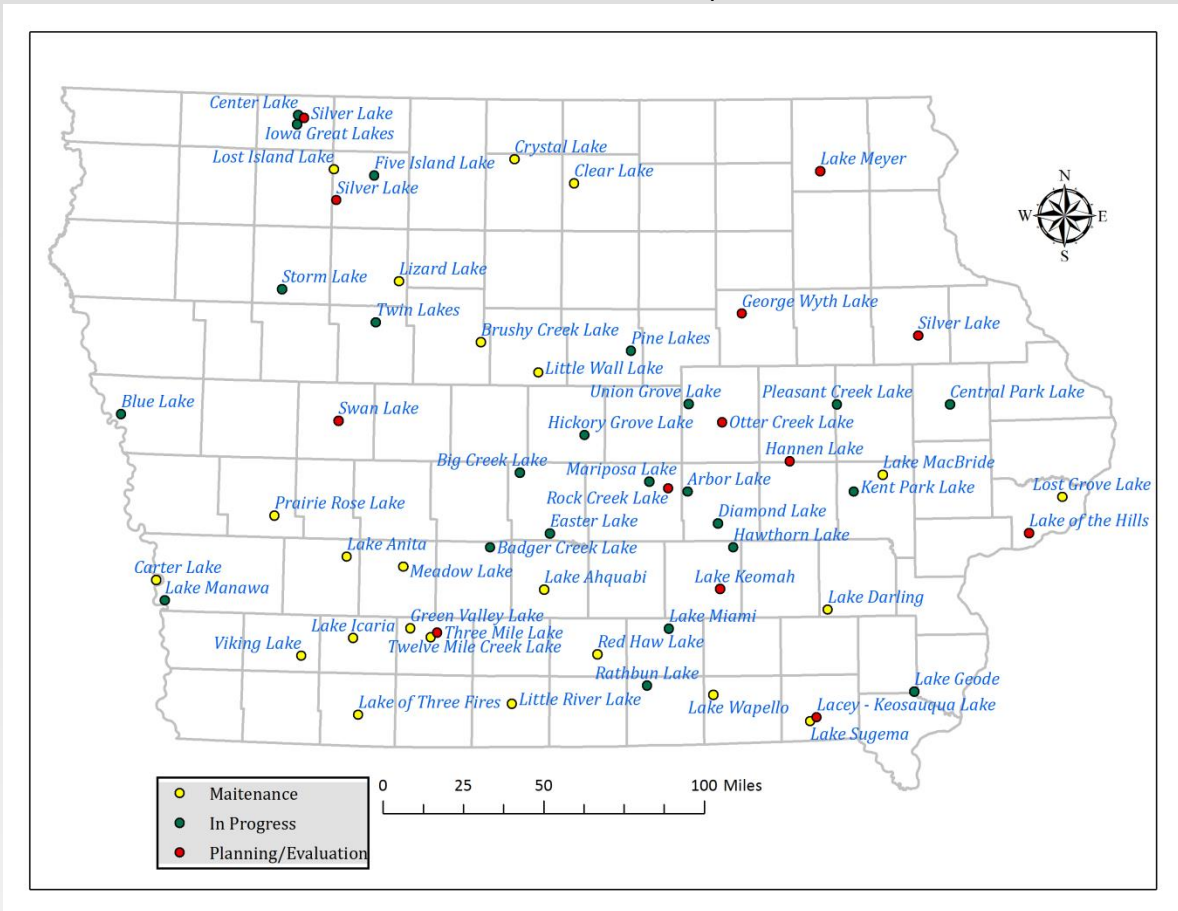 Center Lake
Silver Lake
Iowa Great Lakes
Lost Island Lake
Five Island Lake
Silver Lake
Crystal Lake
Clear Lake
Lake Meyer
N
W
E
S
Storm Lake
Lizard Lake
Twin Lakes
Brushy Creek Lake
Pine Lakes
Little Wall Lake
George Wyth Lake
Silver Lake
Blue Lake
Swan Lake
Union Grove Lake
Pleasant Creek Lake
Central Park Lake
Hickory Grove Lake
Otter Creek Lake
Big Creek Lake
Mariposa Lake
Hannen Lake
Lake MacBride
Rock Creek Lake
Arbor Lake
Kent Park Lake
Lost Grove Lake
Prairie Rose Lake
Easter Lake
Diamond Lake
Lake of the Hills
Hawthorn Lake
Lake Anita
Badger Creek Lake
Meadow Lake
Carter Lake
Lake Manawa
Lake Ahquabi
Lake Keomah
Lake Darling
Green Valley Lake
Lake Icaria
Three Mile Lake
Twelve Mile Creek Lake
Lake Miami
Viking Lake
Red Haw Lake
Rathbun Lake
Lake Geode
Lake of Three Fires
Little River Lake
Lake Wapello
Lacey - Keosauqua Lake
Lake Sugema
Maitenance
In Progress
Planning/Evaluation
0 25 50 100 Miles